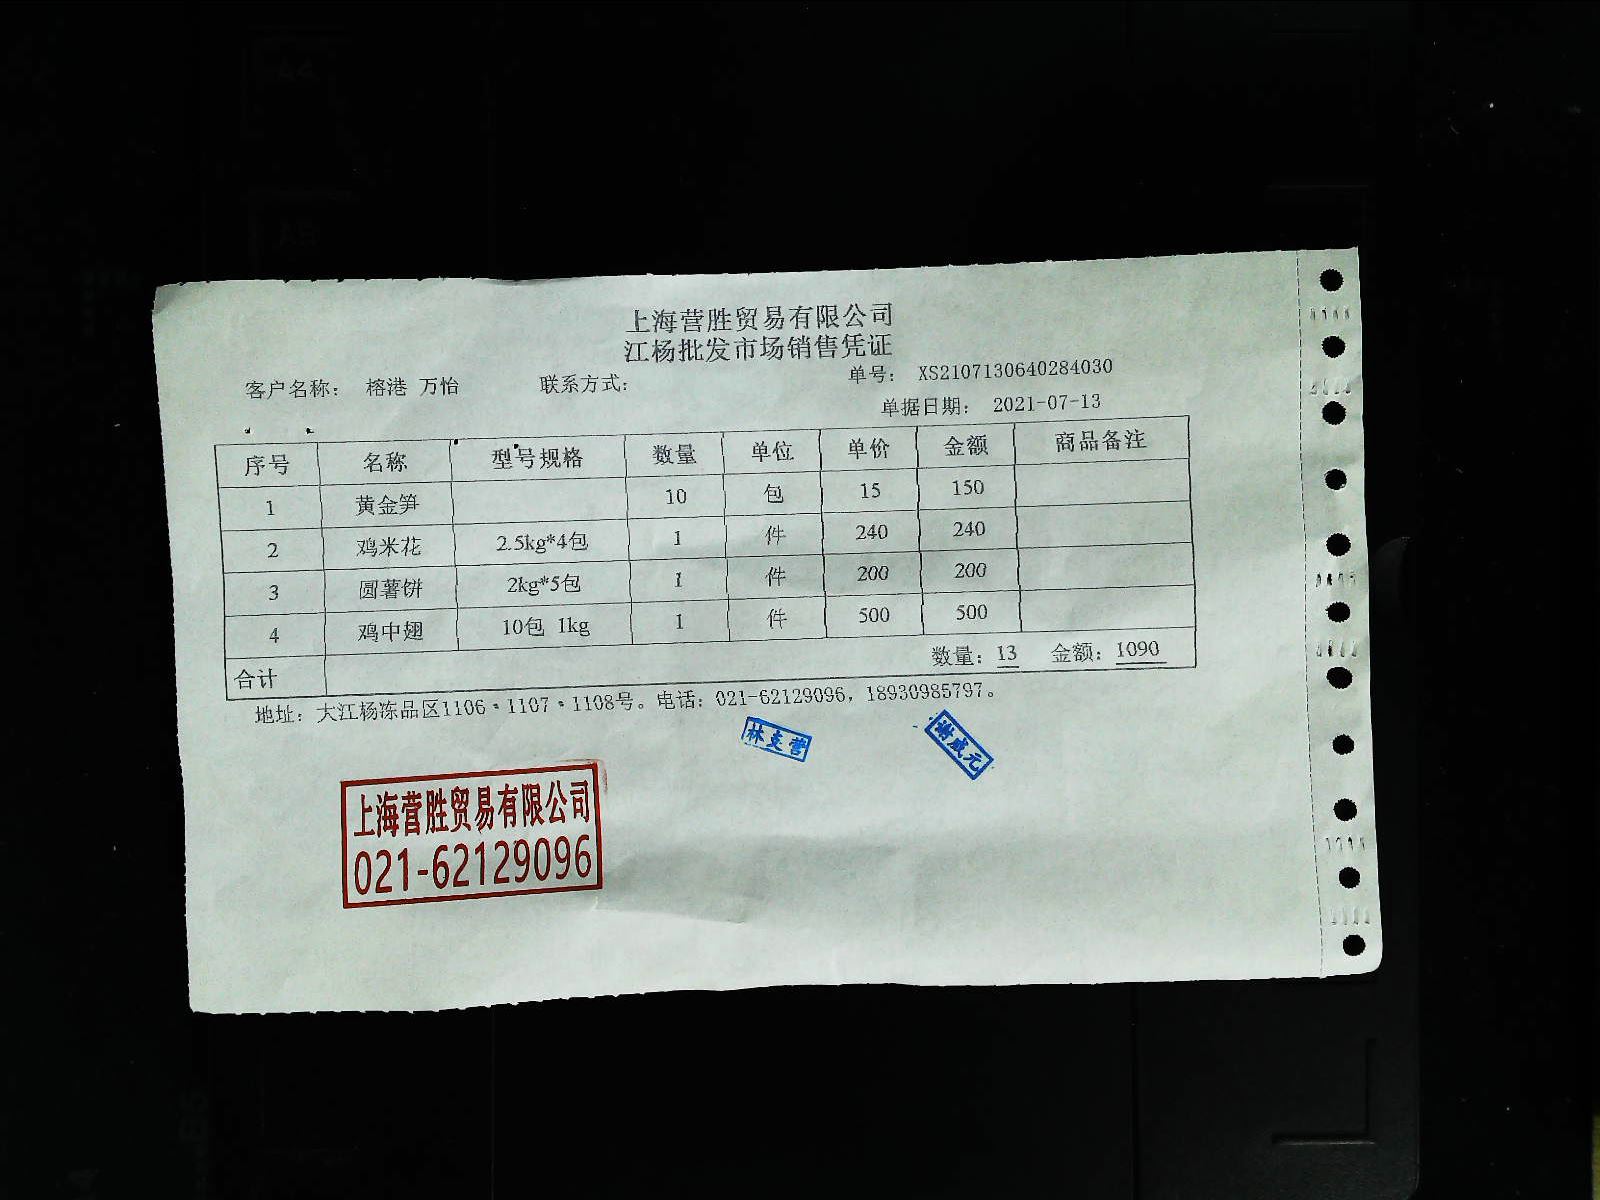 上海营胜贸易有限公司
江杨批发市场销售凭证
客户名称： 榕港 万怡 联系方式： 单号： XS2107130640284030
单据日期： 2021-07-13
序号 名称 型号规格 数量 单位 单价 金额 商品备注
1 黄金笋 10 包 15 150
2 鸡米花 2.5kg*4包 1 件 240 240
3 圆薯饼 2kg*5包 1 件 200 200
4 鸡中翅 10包 1kg 1 件 500 500
合计 数量：13 金额：1090
地址：大江杨冻品区1106·1107·1108号。电话：021-62129096，18930985797。
上海营胜贸易有限公司
021-62129096